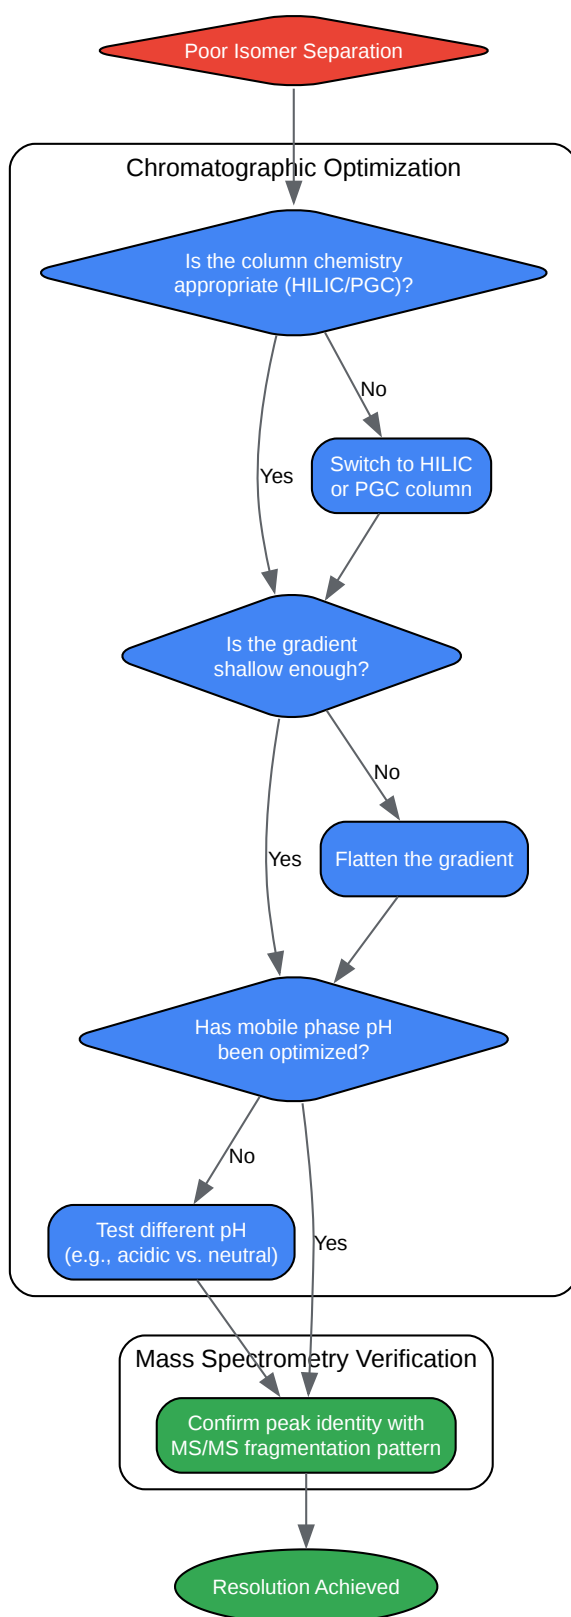 Poor Isomer Separation
Chromatographic Optimization
Is the column chemistry
appropriate (HILIC/PGC)?
No
Switch to HILIC
or PGC column
Yes
Is the gradient
shallow enough?
No
Flatten the gradient
Yes
Has mobile phase pH
been optimized?
No
Test different pH
(e.g., acidic vs. neutral)
Yes
Mass Spectrometry Verification
Confirm peak identity with
MS/MS fragmentation pattern
Resolution Achieved